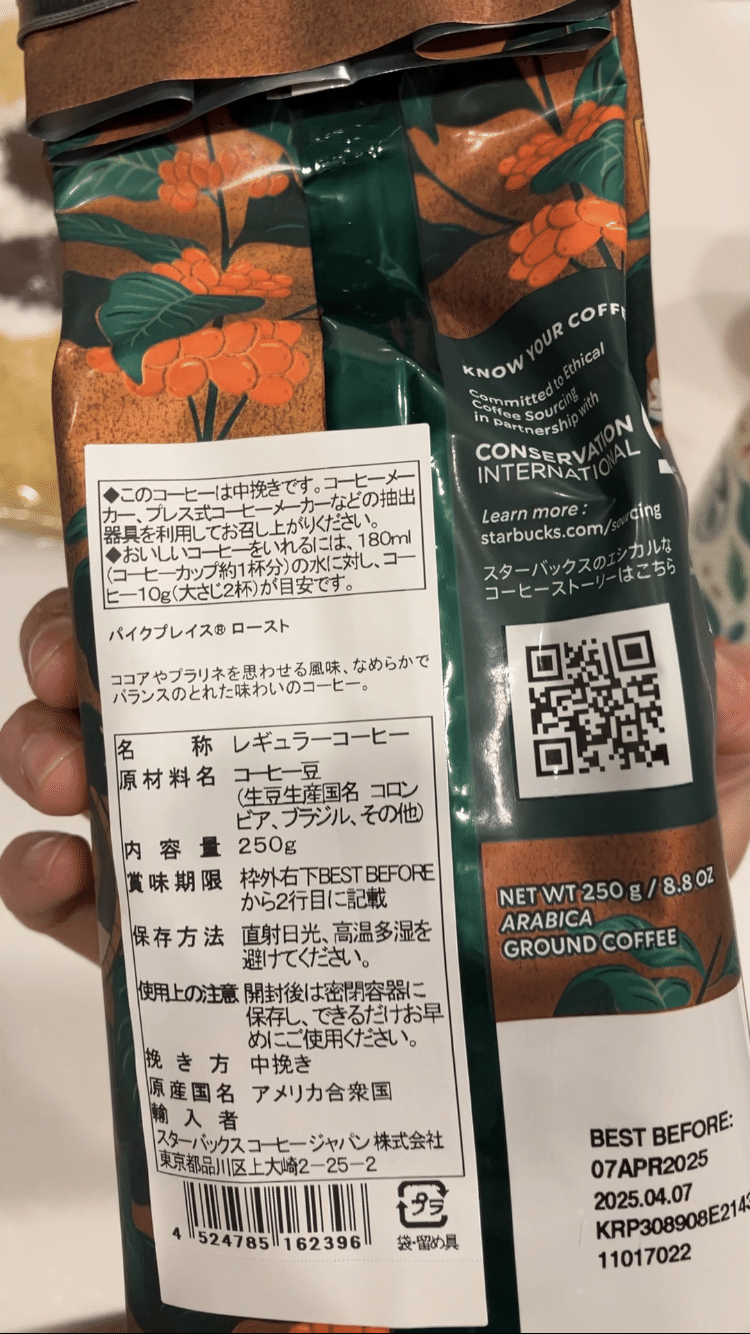 ◆このコーヒーは中挽きです。コーヒーメー
カー、プレス式コーヒーメーカーなどの抽出
器具を利用してお召し上がりください。
◆おいしいコーヒーをいれるには、180ml
(コーヒーカップ約1杯分)の水に対し、コー
ヒー10g(大さじ2杯)が目安です。
パイクプレイス® ロースト
ココアやプラリネを思わせる風味、なめらかで
バランスのとれた味わいのコーヒー。
名称 レギュラーコーヒー
原材料名 コーヒー豆
(生豆生産国名 コロン
ビア、ブラジル、その他)
内容量 250g
賞味期限 枠外右下BEST BEFORE
から2行目に記載
保存方法 直射日光、高温多湿を
避けてください。
使用上の注意 開封後は密閉容器に
保存し、できるだけお早
めにご使用ください。
挽き方 中挽き
原産国名 アメリカ合衆国
輸入者
スターバックス コーヒー ジャパン 株式会社
東京都品川区上大崎2-25-2
4 524785 162396
プラ
袋・留め具
KNOW YOUR COFF
Committed to Ethical
Coffee Sourcing
in partnership with
CONSERVATION
INTERNATIONAL
Learn more :
starbucks.com/sourcing
スターバックスのエシカルな
コーヒーストーリーはこちら
NET WT 250 g / 8.8 OZ
ARABICA
GROUND COFFEE
BEST BEFORE:
07APR2025
2025.04.07
KRP308908E2143
11017022